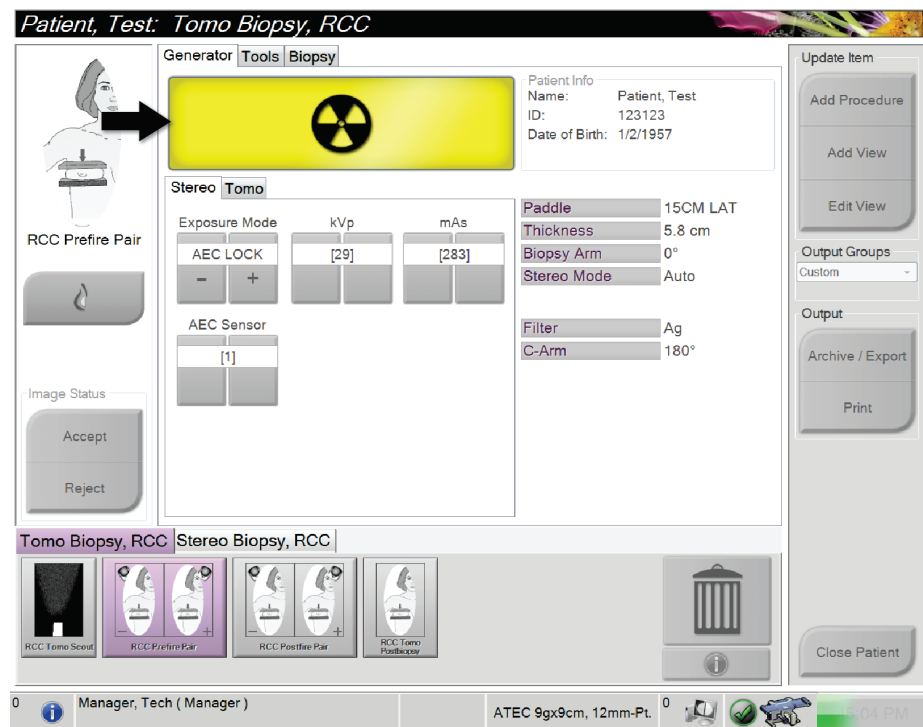 Patient, Test: Tomo Biopsy, RCC
Generator Tools Biopsy
Update Item
Patient Info
Name: Patient, Test
ID: 123123
Date of Birth: 1/2/1957
Add Procedure
Add View
Edit View
RCC Prefire Pair
Stereo Tomo
Exposure Mode kVp mAs
AEC LOCK [29] [283]
- +
AEC Sensor
[1]
Paddle 15CM LAT
Thickness 5.8 cm
Biopsy Arm 0°
Stereo Mode Auto
Filter Ag
C-Arm 180°
Output Groups
Custom
Output
Archive / Export
Print
Image Status
Accept
Reject
Tomo Biopsy, RCC Stereo Biopsy, RCC
- + - +
RCC Tomo Scout RCC Prefire Pair RCC Postfire Pair RCC Tomo
Postbiopsy
Close Patient
0 Manager, Tech ( Manager ) ATEC 9gx9cm, 12mm-Pt. 0